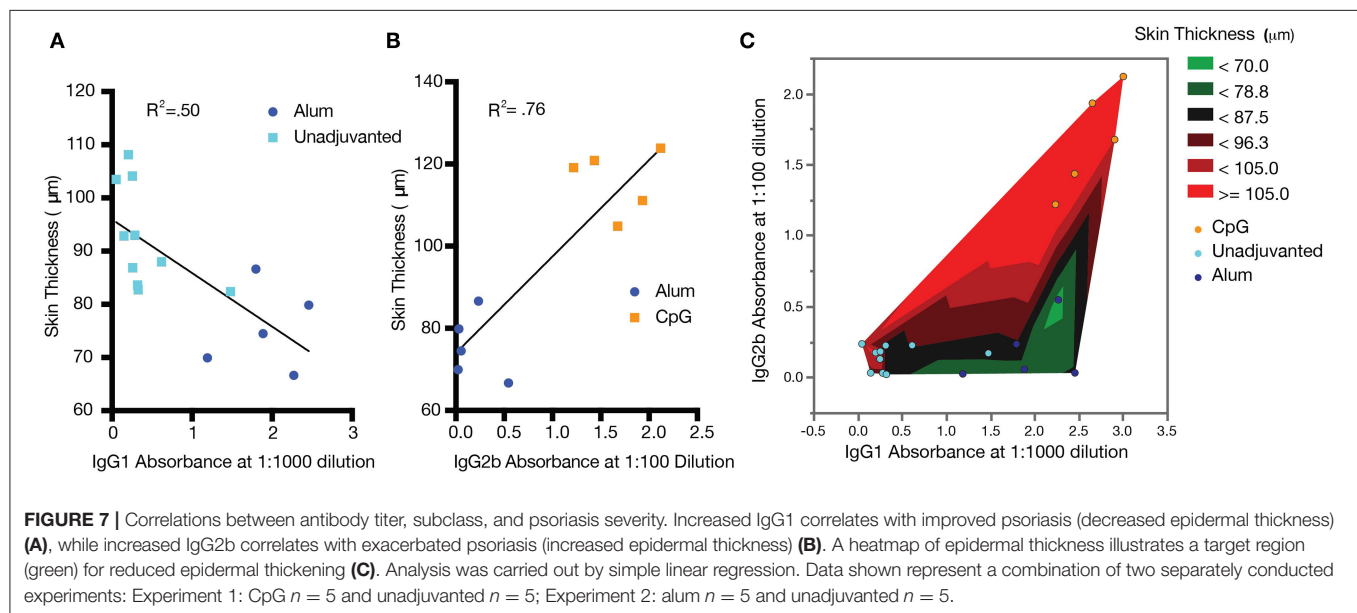 A
R²=.50
Alum
Unadjuvanted
120
110
100
90
80
70
60
Skin Thickness ( μm)
0
1
2
3
IgG1 Absorbance at 1:1000 dilution
B
R²= .76
Alum
CpG
140
120
100
80
60
Skin Thickness ( μm)
0.0
0.5
1.0
1.5
2.0
2.5
IgG2b Absorbance at 1:100 Dilution
C
2.0
1.5
1.0
0.5
0.0
IgG2b Absorbance at 1:100 dilution
-0.5
0.0
0.5
1.0
1.5
2.0
2.5
3.0
3.5
IgG1 Absorbance at 1:1000 dilution
Skin Thickness (μm)
< 70.0
< 78.8
< 87.5
< 96.3
< 105.0
>= 105.0
CpG
Unadjuvanted
Alum
FIGURE 7 | Correlations between antibody titer, subclass, and psoriasis severity. Increased IgG1 correlates with improved psoriasis (decreased epidermal thickness)
(A), while increased IgG2b correlates with exacerbated psoriasis (increased epidermal thickness) (B). A heatmap of epidermal thickness illustrates a target region
(green) for reduced epidermal thickening (C). Analysis was carried out by simple linear regression. Data shown represent a combination of two separately conducted
experiments: Experiment 1: CpG n = 5 and unadjuvanted n = 5; Experiment 2: alum n = 5 and unadjuvanted n = 5.